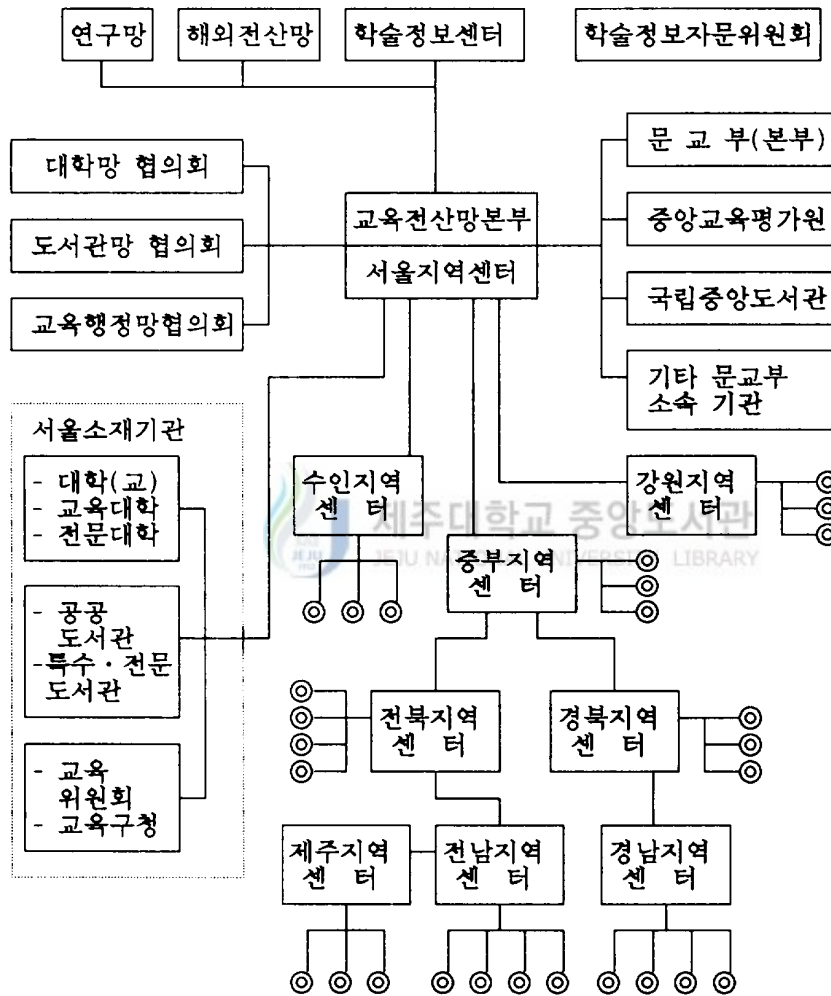 연구망
해외전산망
학술정보센터
학술정보자문위원회
대학망 협의회
도서관망 협의회
교육행정망협의회
교육전산망본부
서울지역센터
문 교 부(본부)
중앙교육평가원
국립중앙도서관
기타 문교부
소속 기관
서울소재기관
- 대학(교)
- 교육대학
- 전문대학
- 공공
도서관
-특수·전문
도서관
- 교육
위원회
- 교육구청
수인지역
센 터
강원지역
센 터
제주대학교 중앙도서관
JEJU NATIONAL UNIVERSITY LIBRARY
JEJU
중부지역
센 터
전북지역
센 터
경북지역
센 터
제주지역
센 터
전남지역
센 터
경남지역
센 터